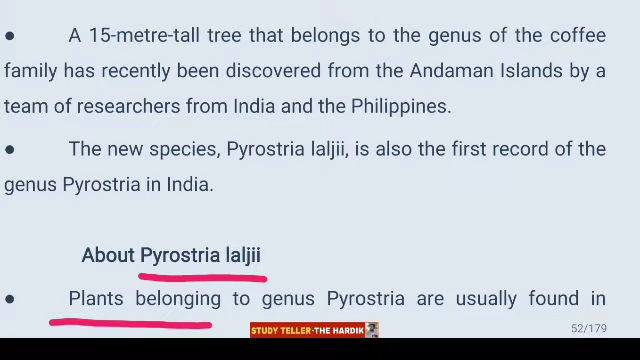 ● A 15-metre-tall tree that belongs to the genus of the coffee
family has recently been discovered from the Andaman Islands by a
team of researchers from India and the Philippines.
● The new species, Pyrostria laljii, is also the first record of the
genus Pyrostria in India.
About Pyrostria laljii
● Plants belonging to genus Pyrostria are usually found in
STUDY TELLER-THE HARDIK
52/179